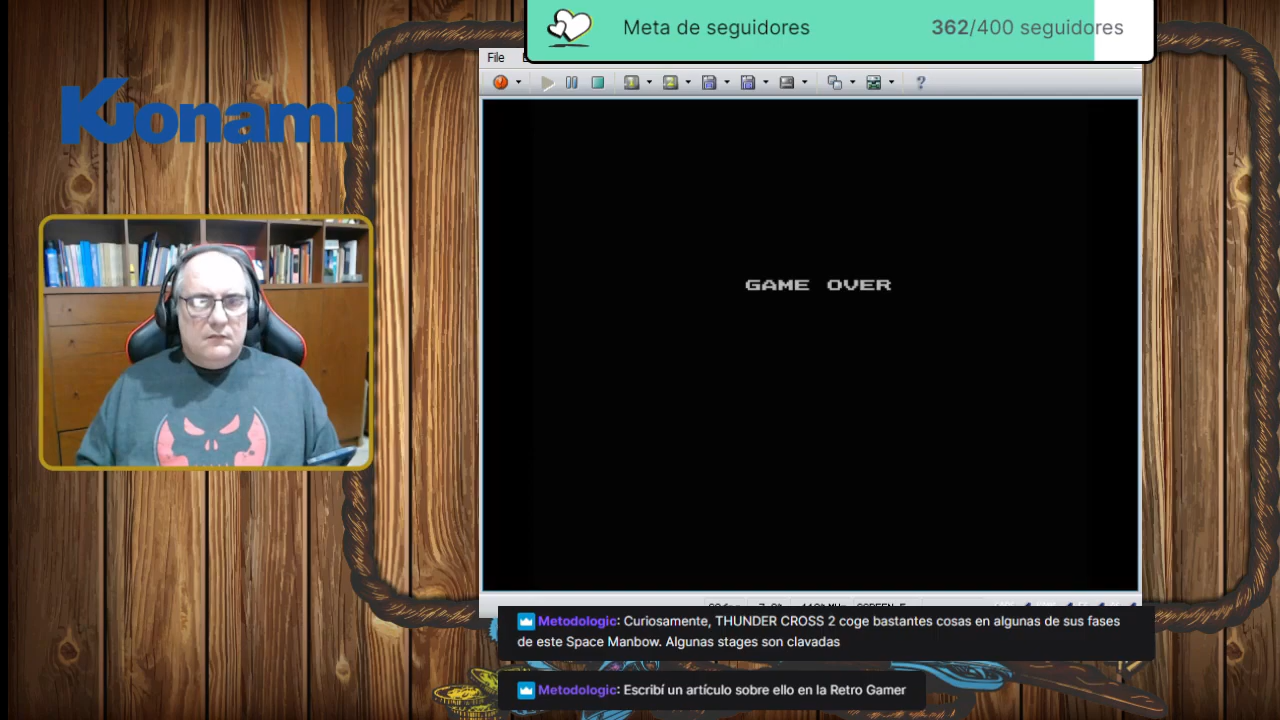 Meta de seguidores 362/400 seguidores
File
Konami
GAME OVER
Metodologic: Curiosamente, THUNDER CROSS 2 coge bastantes cosas en algunas de sus fases
de este Space Manbow. Algunas stages son clavadas
Metodologic: Escribí un artículo sobre ello en la Retro Gamer